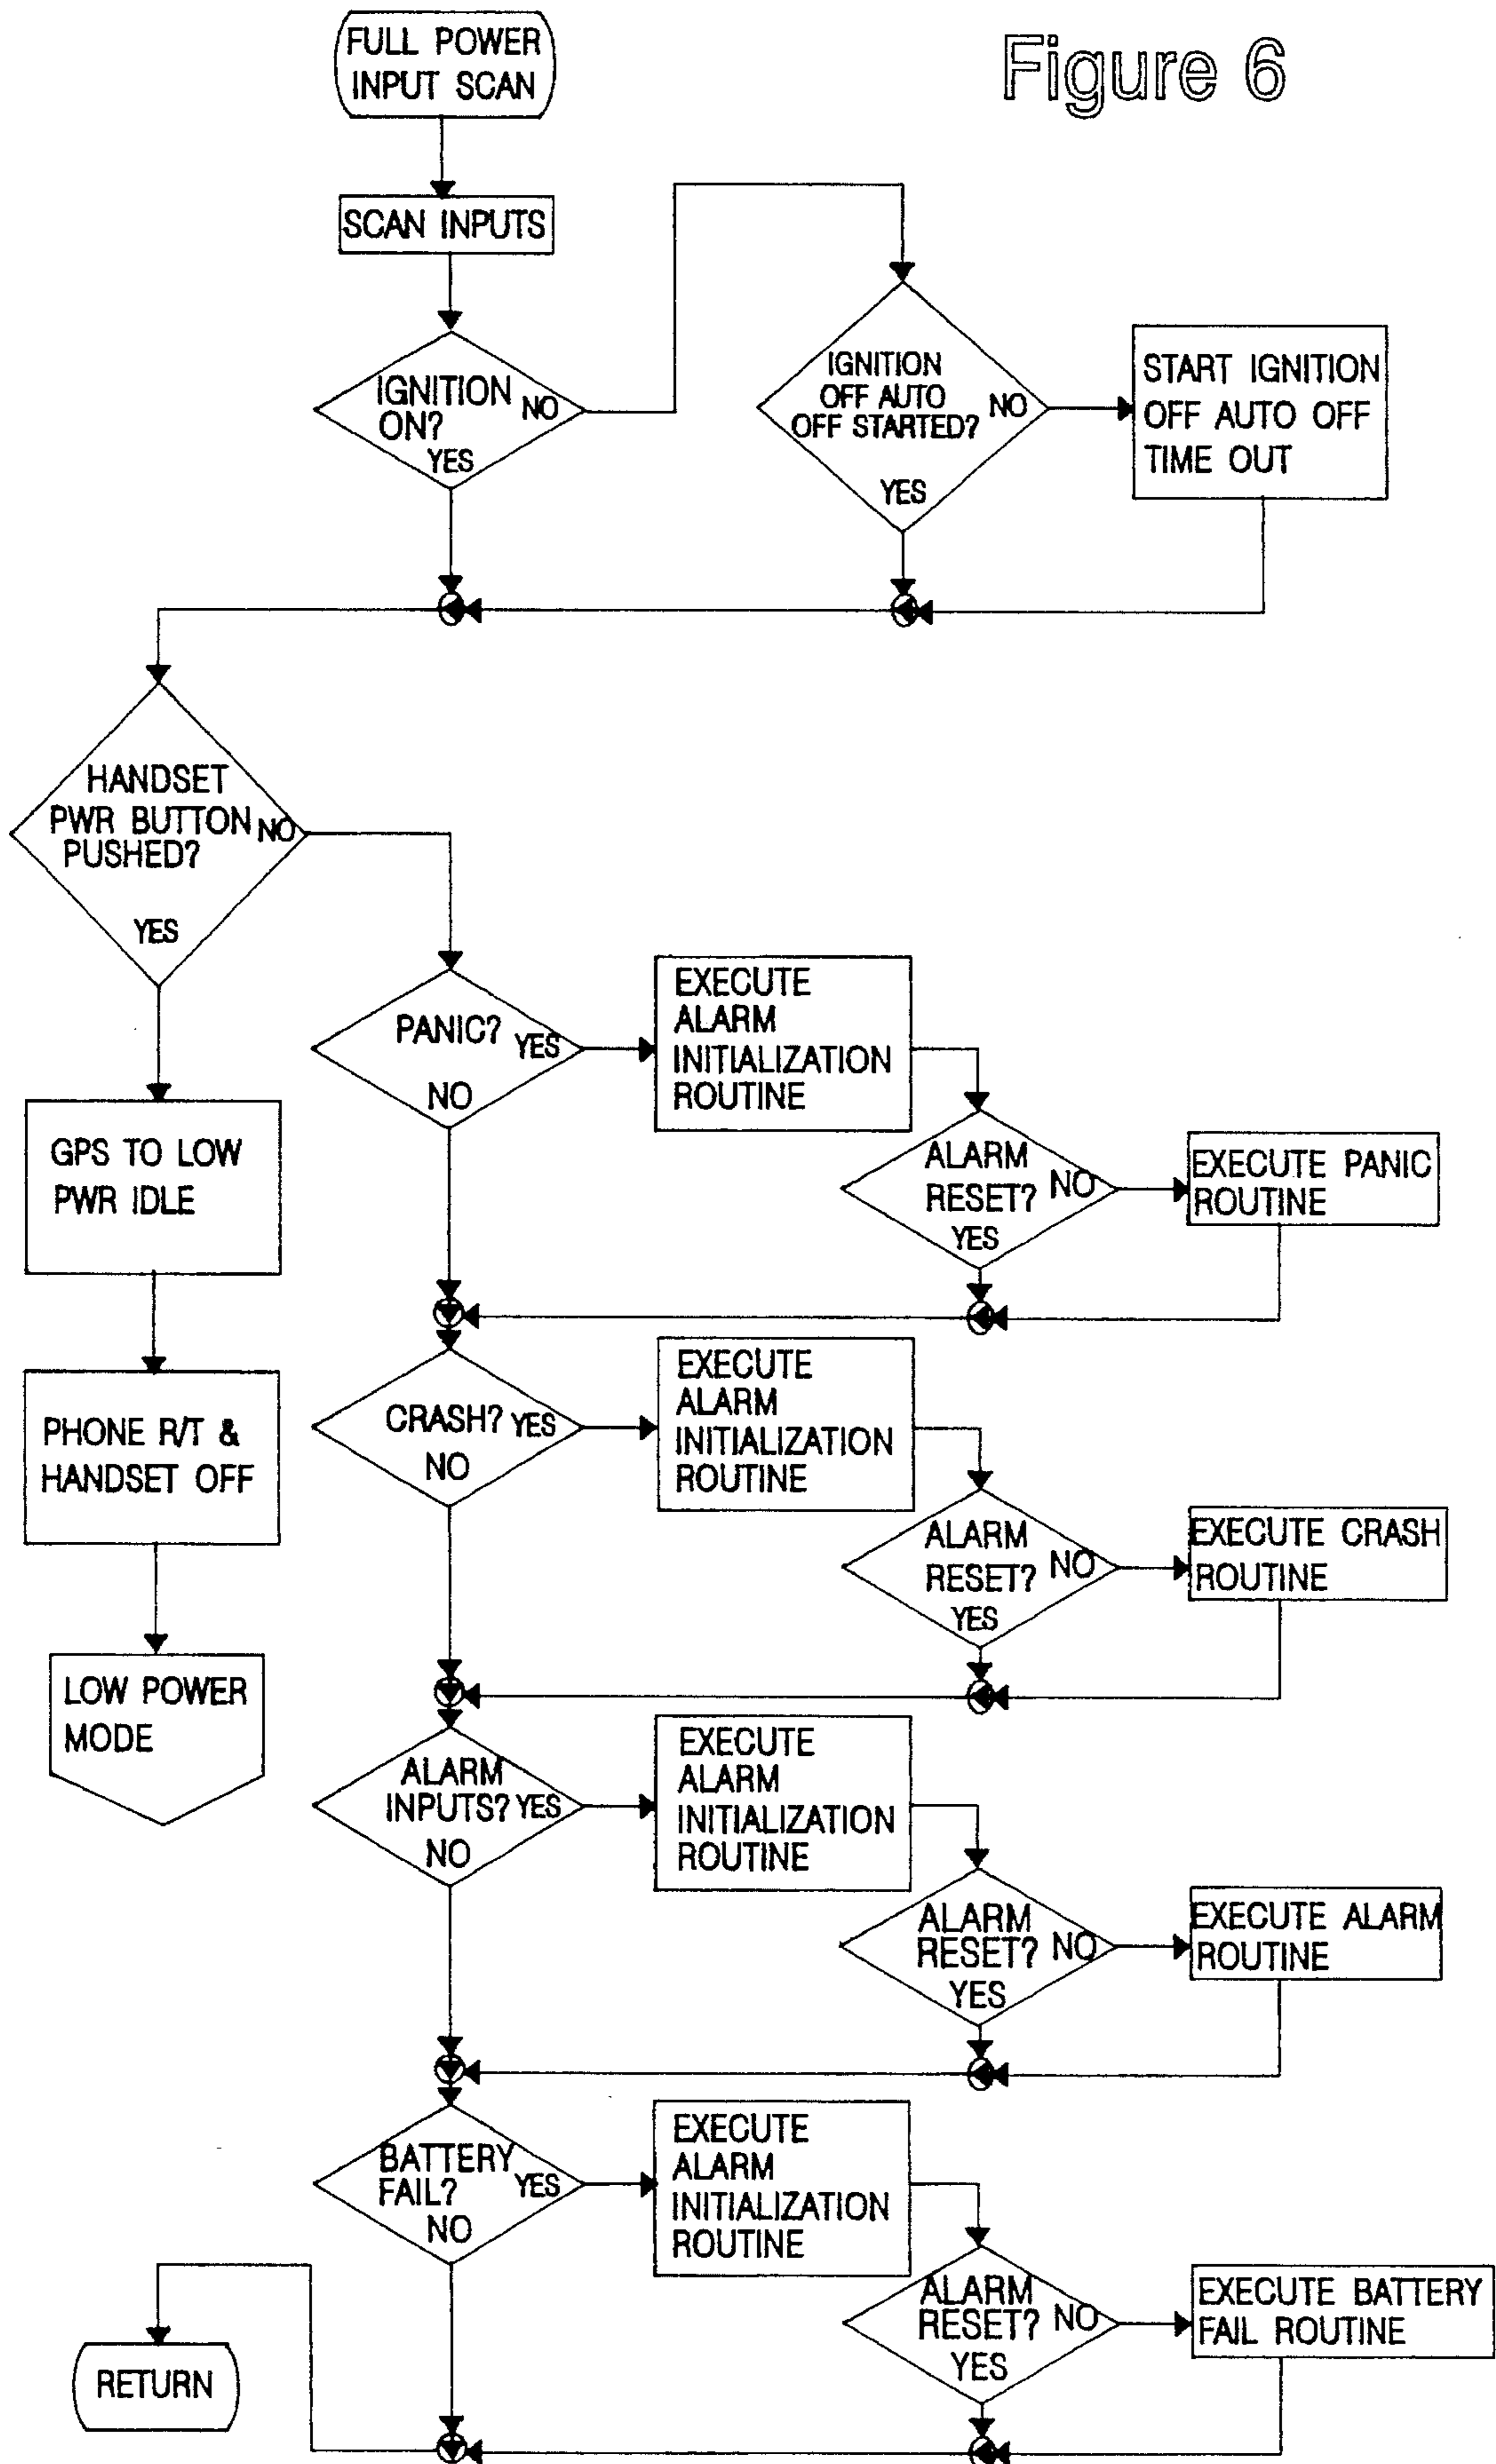 FULL POWER
INPUT SCAN
Figure 6
SCAN INPUTS
IGNITION
ON?
NO
YES
IGNITION
OFF AUTO
OFF STARTED?
NO
YES
START IGNITION
OFF AUTO OFF
TIME OUT
HANDSET
PWR BUTTON
PUSHED?
NO
YES
GPS TO LOW
PWR IDLE
PHONE R/T &
HANDSET OFF
LOW POWER
MODE
PANIC?
YES
NO
EXECUTE
ALARM
INITIALIZATION
ROUTINE
ALARM
RESET?
NO
YES
EXECUTE PANIC
ROUTINE
CRASH?
YES
NO
EXECUTE
ALARM
INITIALIZATION
ROUTINE
ALARM
RESET?
NO
YES
EXECUTE CRASH
ROUTINE
ALARM
INPUTS?
YES
NO
EXECUTE
ALARM
INITIALIZATION
ROUTINE
ALARM
RESET?
NO
YES
EXECUTE ALARM
ROUTINE
BATTERY
FAIL?
YES
NO
EXECUTE
ALARM
INITIALIZATION
ROUTINE
ALARM
RESET?
NO
YES
EXECUTE BATTERY
FAIL ROUTINE
RETURN